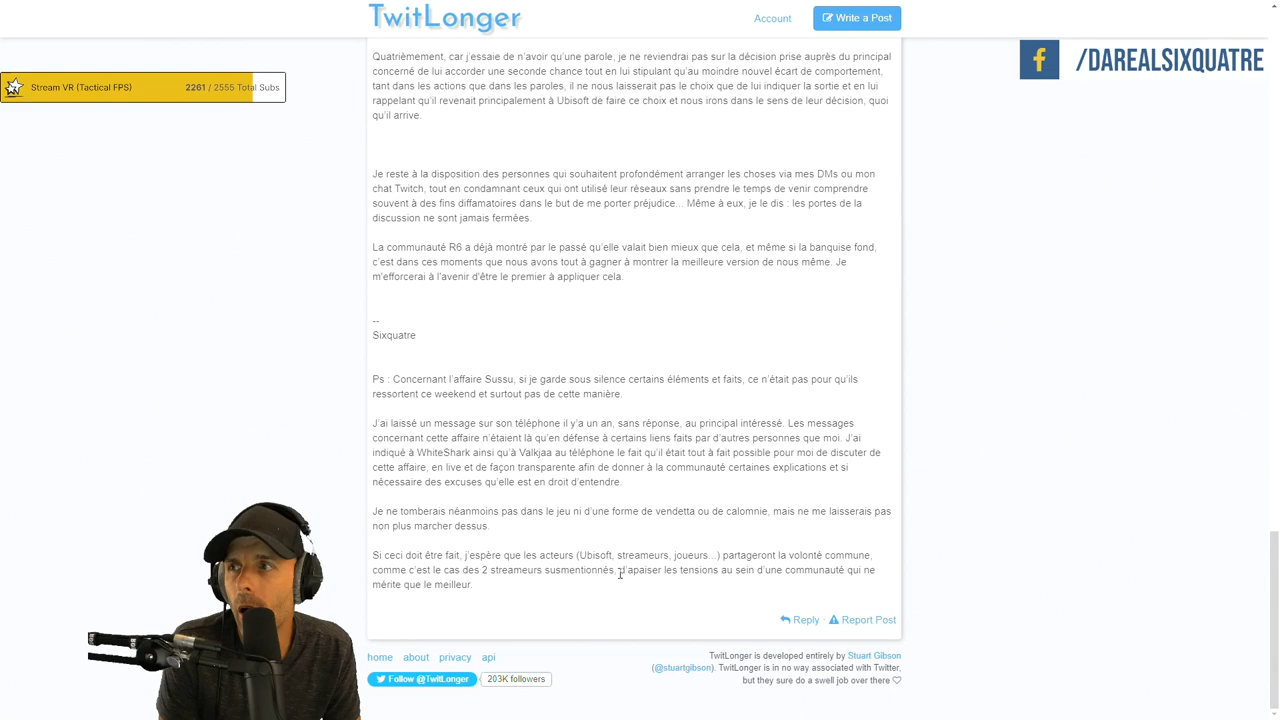 TwitLonger
Account
Write a Post
/DAREALSIXQUATRE
Stream VR (Tactical FPS)
2261 / 2555 Total Subs
Quatrièmement, car j'essaie de n'avoir qu'une parole, je ne reviendrai pas sur la décision prise auprès du principal
concerné de lui accorder une seconde chance tout en lui stipulant qu'au moindre nouvel écart de comportement,
tant dans les actions que dans les paroles, il ne nous laisserait pas le choix que de lui indiquer la sortie et en lui
rappelant qu'il revenait principalement à Ubisoft de faire ce choix et nous irons dans le sens de leur décision, quoi
qu'il arrive.
Je reste à la disposition des personnes qui souhaitent profondément arranger les choses via mes DMs ou mon
chat Twitch, tout en condamnant ceux qui ont utilisé leur réseaux sans prendre le temps de venir comprendre
souvent à des fins diffamatoires dans le but de me porter préjudice... Même à eux, je le dis : les portes de la
discussion ne sont jamais fermées.
La communauté R6 a déjà montré par le passé qu'elle valait bien mieux que cela, et même si la banquise fond,
c'est dans ces moments que nous avons tout à gagner à montrer la meilleure version de nous même. Je
m'efforcerai à l'avenir d'être le premier à appliquer cela.
--
Sixquatre
Ps : Concernant l'affaire Sussu, si je garde sous silence certains éléments et faits, ce n'était pas pour qu'ils
ressortent ce weekend et surtout pas de cette manière.
J'ai laissé un message sur son téléphone il y'a un an, sans réponse, au principal intéressé. Les messages
concernant cette affaire n'étaient là qu'en défense à certains liens faits par d'autres personnes que moi. J'ai
indiqué à WhiteShark ainsi qu'à Valkjaa au téléphone le fait qu'il était tout à fait possible pour moi de discuter de
cette affaire, en live et de façon transparente afin de donner à la communauté certaines explications et si
nécessaire des excuses qu'elle est en droit d'entendre.
Je ne tomberais néanmoins pas dans le jeu ni d'une forme de vendetta ou de calomnie, mais ne me laisserais pas
non plus marcher dessus.
Si ceci doit être fait, j'espère que les acteurs (Ubisoft, streameurs, joueurs...) partageront la volonté commune,
comme c'est le cas des 2 streameurs susmentionnés, d'apaiser les tensions au sein d'une communauté qui ne
mérite que le meilleur.
Reply · Report Post
home about privacy api
Follow @TwitLonger
203K followers
TwitLonger is developed entirely by Stuart Gibson
(@stuartgibson). TwitLonger is in no way associated with Twitter,
but they sure do a swell job over there